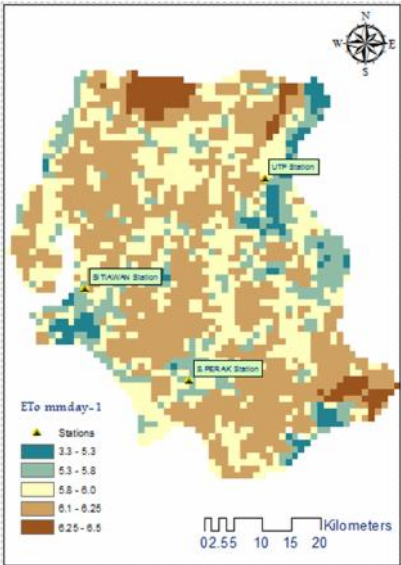 N
W E
S
UTP Station
SITIAWAN Station
S.PERAK Station
ETo mmday-1
Stations
3.3 - 5.3
5.3 - 5.8
5.8 - 6.0
6.1 - 6.25
6.25 - 6.5
Kilometers
02.55 10 15 20